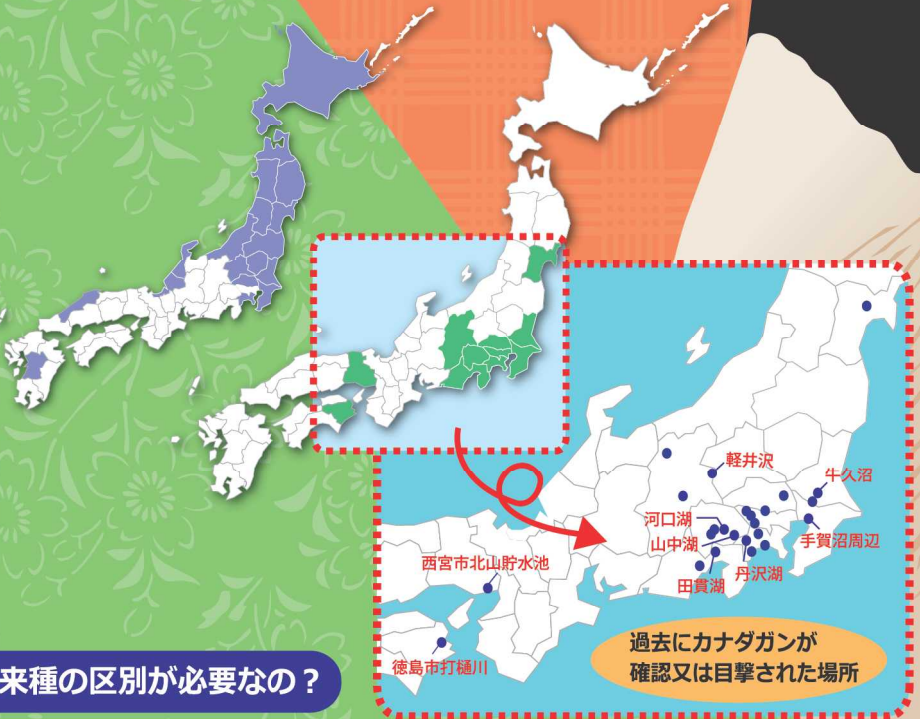 軽井沢
牛久沼
河口湖
山中湖
手賀沼周辺
丹沢湖
田貫湖
西宮市北山貯水池
徳島市打樋川
過去にカナダガンが
確認又は目撃された場所
来種の区別が必要なの？